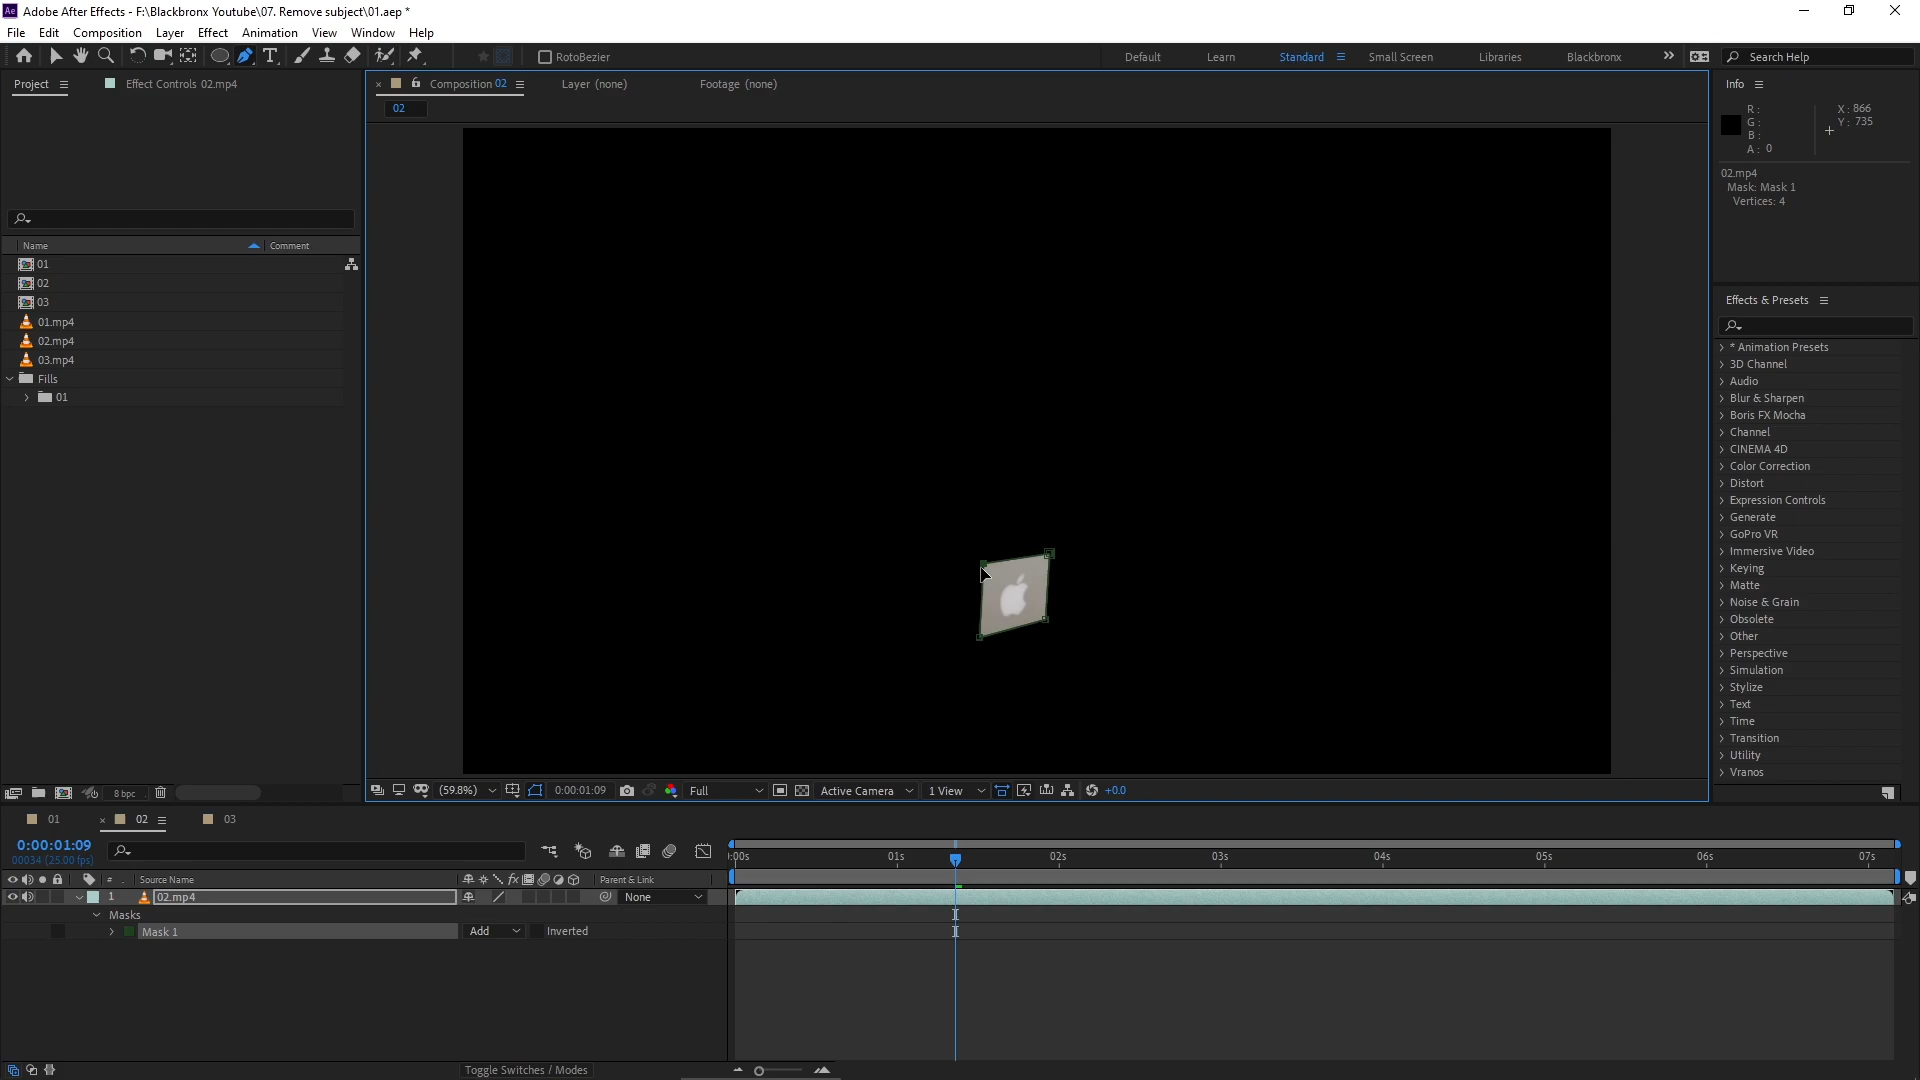 Ae Adobe After Effects - F:\Blackbronx Youtube\07. Remove subject\01.aep *
File Edit Composition Layer Effect Animation View Window Help
RotoBezier
Default Learn Standard Small Screen Libraries Blackbronx
Search Help
Project
Effect Controls 02.mp4
Composition 02
Layer (none)
Footage (none)
02
Name
Comment
01
02
03
01.mp4
02.mp4
03.mp4
Fills
01
8 bpc
(59.8%)
0:00:01:09
Full
Active Camera
1 View
+0.0
Info
R :
G :
B :
A : 0
X : 866
Y : 735
02.mp4
Mask: Mask 1
Vertices: 4
Effects & Presets
* Animation Presets
3D Channel
Audio
Blur & Sharpen
Boris FX Mocha
Channel
CINEMA 4D
Color Correction
Distort
Expression Controls
Generate
GoPro VR
Immersive Video
Keying
Matte
Noise & Grain
Obsolete
Other
Perspective
Simulation
Stylize
Text
Time
Transition
Utility
Vranos
01
02
03
0:00:01:09
00034 (25.00 fps)
:00s 01s 02s 03s 04s 05s 06s 07s
# Source Name
fx
Parent & Link
1 02.mp4
None
Masks
Mask 1
Add
Inverted
Toggle Switches / Modes